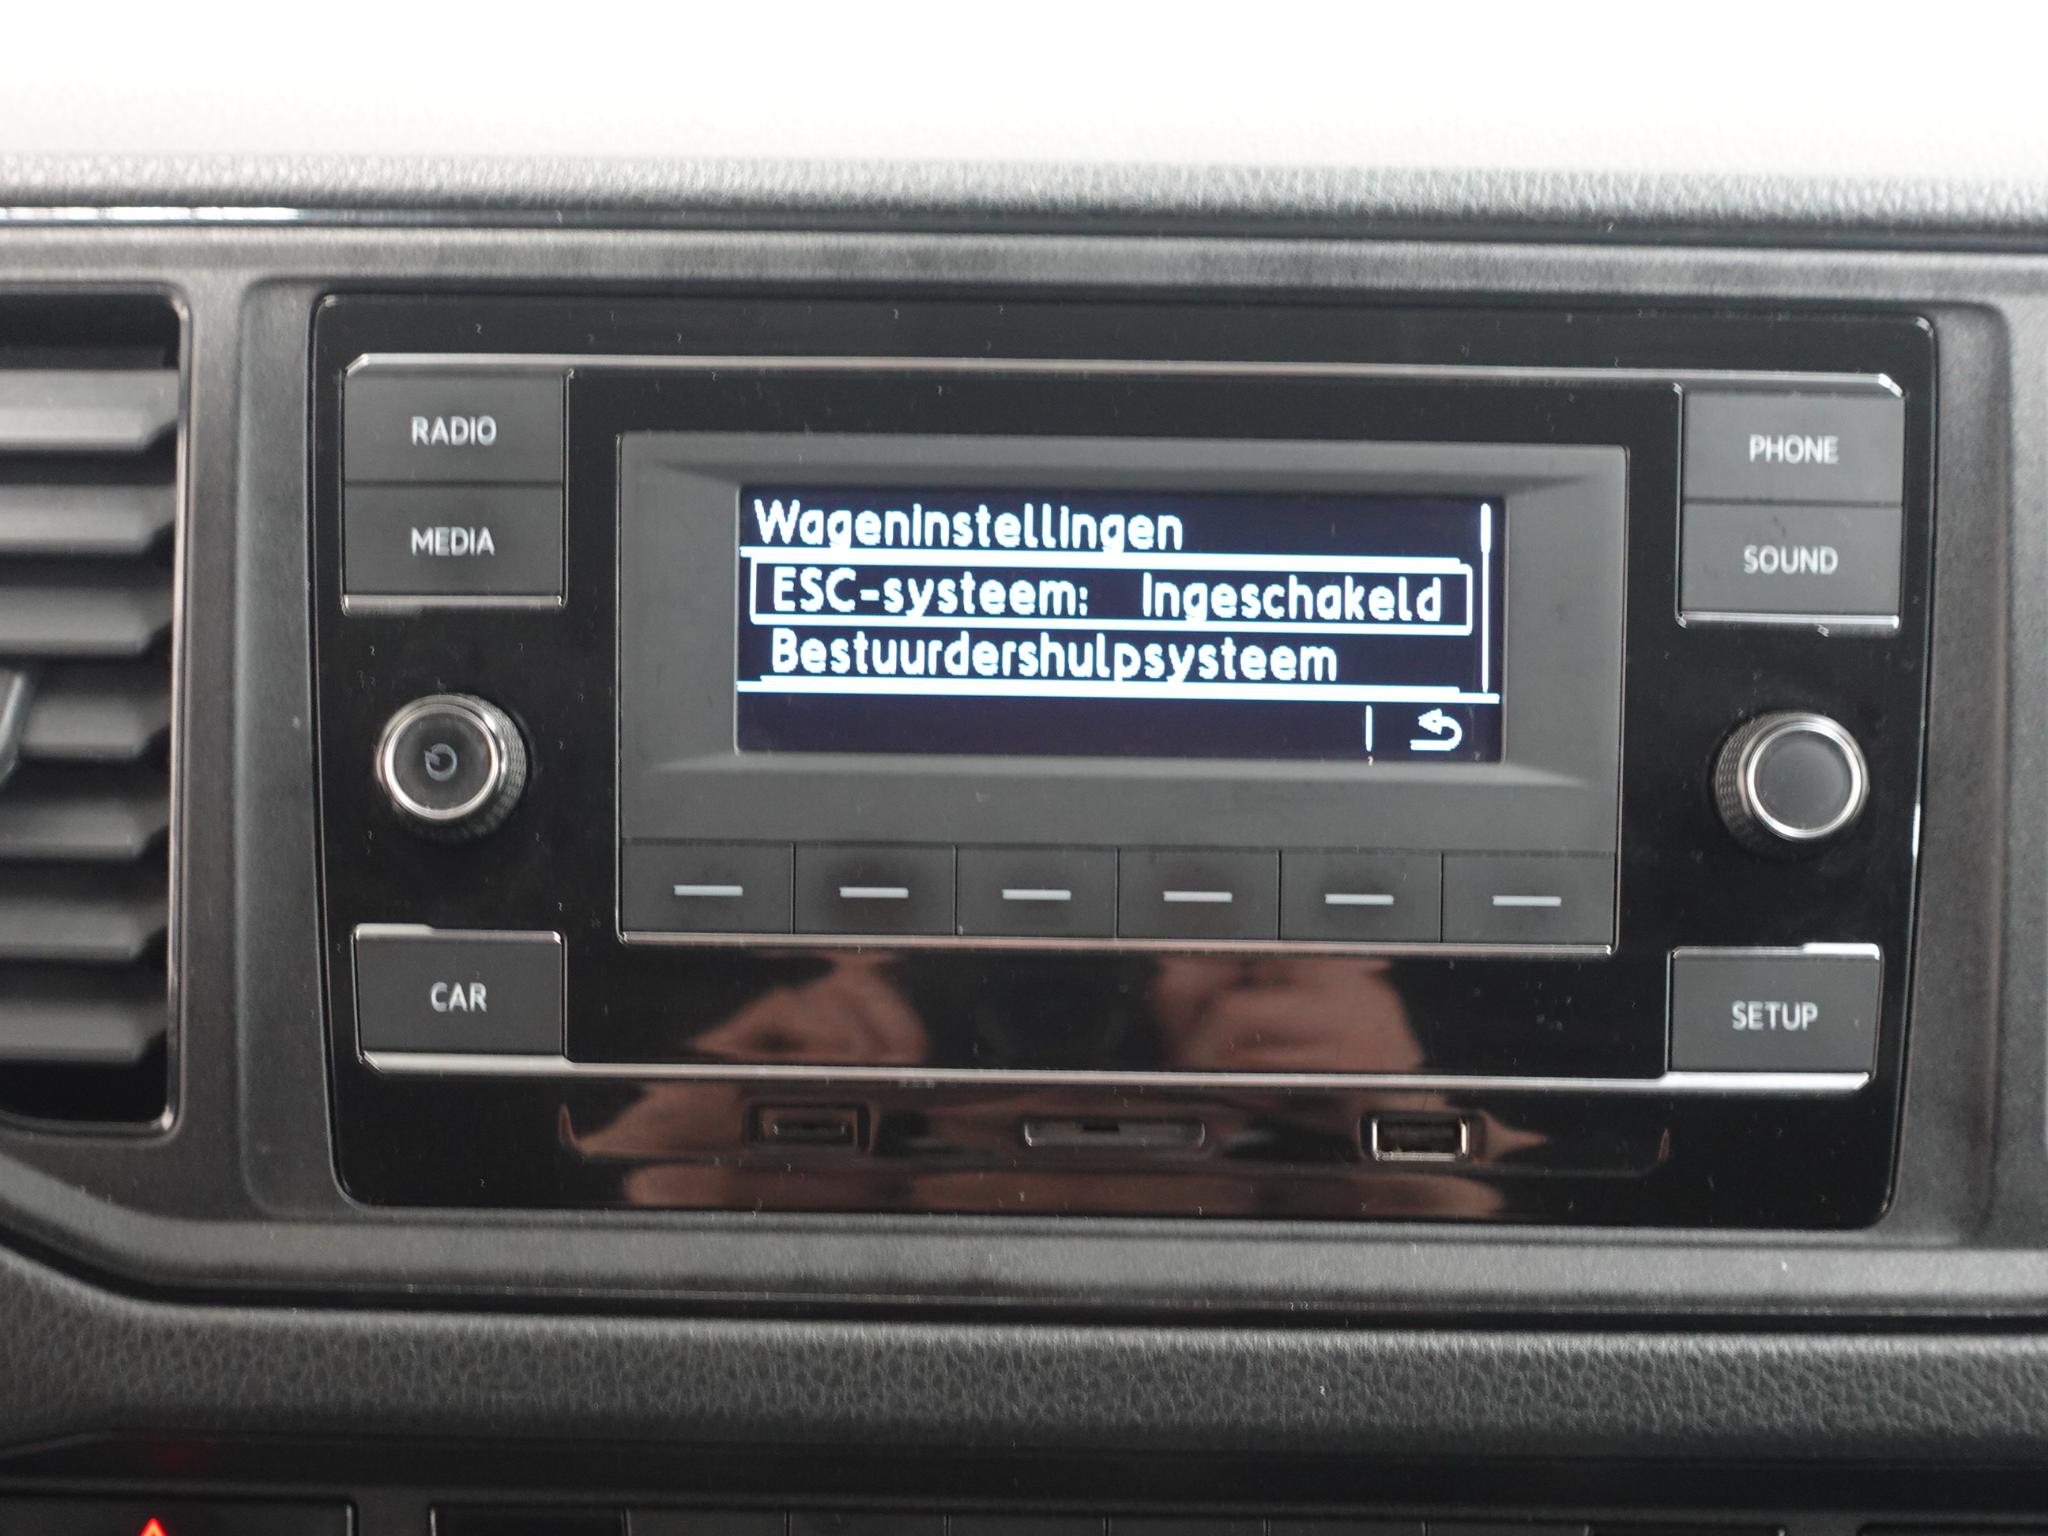 RADIO
PHONE
MEDIA
SOUND
Wageninstellingen
ESC-systeem: Ingeschakeld
Bestuurdershulpsysteem
CAR
SETUP